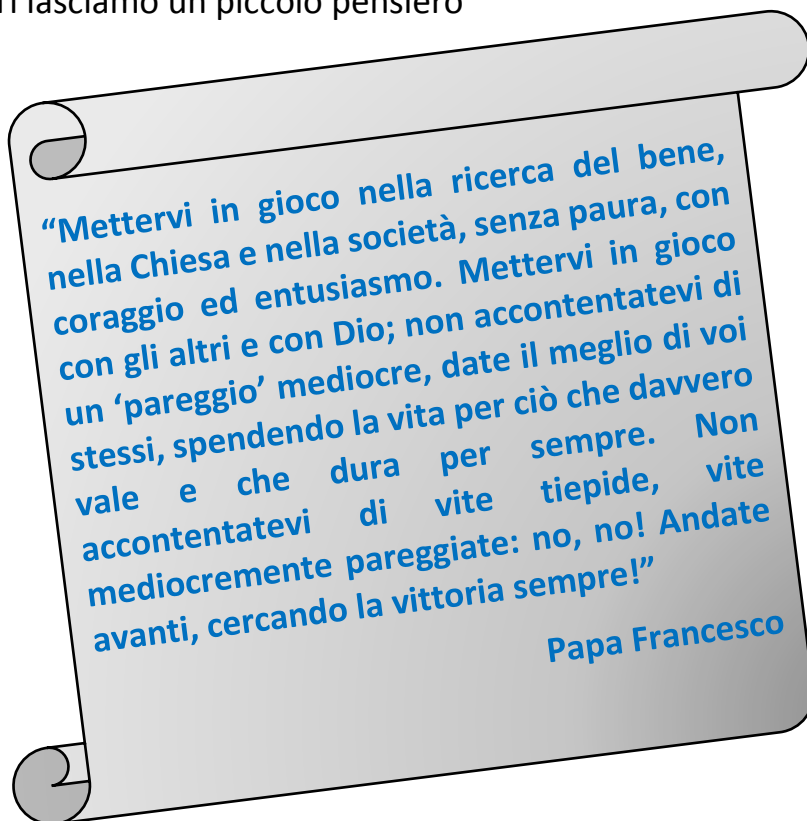 lasciamo un piccolo pensiero
“Mettervi in gioco nella ricerca del bene,
nella Chiesa e nella società, senza paura, con
coraggio ed entusiasmo. Mettervi in gioco
con gli altri e con Dio; non accontentatevi di
un ‘pareggio’ mediocre, date il meglio di voi
stessi, spendendo la vita per ciò che davvero
vale e che dura per sempre. Non
accontentatevi di vite tiepide, vite
mediocremente pareggiate: no, no! Andate
avanti, cercando la vittoria sempre!”
Papa Francesco